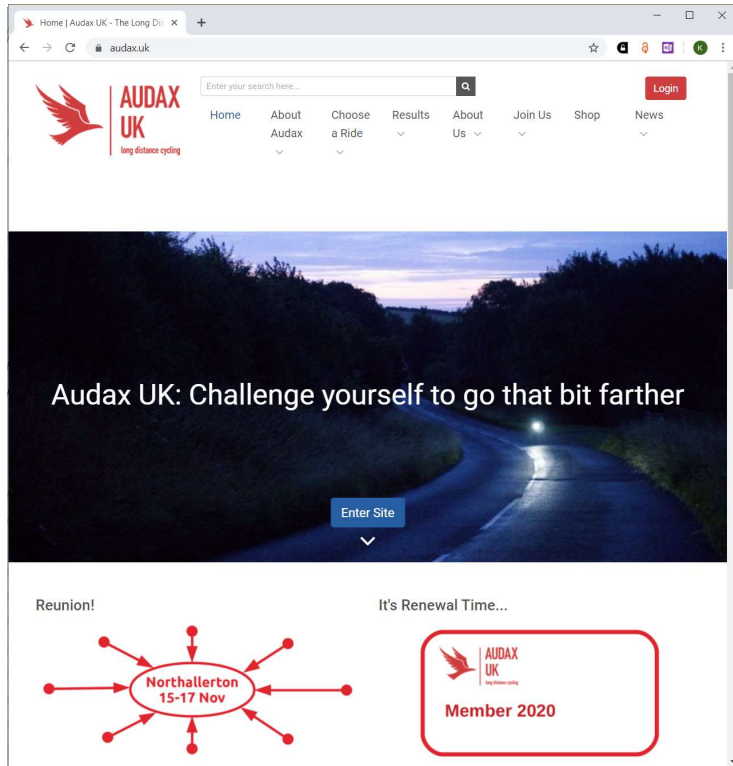 Home | Audax UK - The Long Dis
audax.uk
K
AUDAX
UK
long distance cycling
Enter your search here...
Login
Home
About
Audax
Choose
a Ride
Results
About
Us
Join Us
Shop
News
Audax UK: Challenge yourself to go that bit farther
Enter Site
Reunion!
Northallerton
15-17 Nov
It's Renewal Time...
AUDAX
UK
long distance cycling
Member 2020